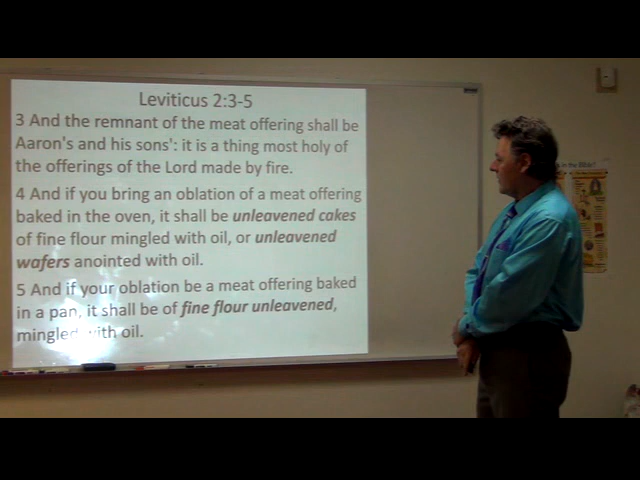 Leviticus 2:3-5
3 And the remnant of the meat offering shall be
Aaron's and his sons': it is a thing most holy of
the offerings of the Lord made by fire.
4 And if you bring an oblation of a meat offering
baked in the oven, it shall be unleavened cakes
of fine flour mingled with oil, or unleavened
wafers anointed with oil.
5 And if your oblation be a meat offering baked
in a pan, it shall be of fine flour unleavened,
mingled with oil.
in the Bible?